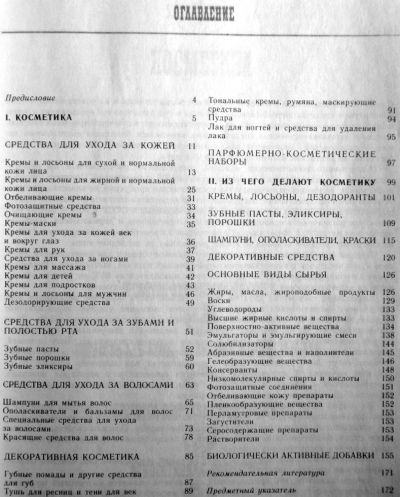 ОГЛАВЛЕНИЕ
Предисловие 4
I. КОСМЕТИКА 5
СРЕДСТВА ДЛЯ УХОДА ЗА КОЖЕЙ 11
Кремы и лосьоны для сухой и нормальной
кожи лица 13
Кремы и лосьоны для жирной и нормальной
кожи лица 25
Отбеливающие кремы 31
Фотозащитные средства 33
Очищающие кремы 34
Кремы-маски 35
Кремы для ухода за кожей век
и вокруг глаз 36
Кремы для рук 37
Средства для ухода за ногами 39
Кремы для массажа 41
Кремы для детей 42
Кремы для подростков 43
Кремы и лосьоны для мужчин 46
Дезодорирующие средства 49
СРЕДСТВА ДЛЯ УХОДА ЗА ЗУБАМИ И
ПОЛОСТЬЮ РТА 51
Зубные пасты 52
Зубные порошки 59
Зубные эликсиры 60
СРЕДСТВА ДЛЯ УХОДА ЗА ВОЛОСАМИ 63
Шампуни для мытья волос 65
Ополаскиватели и бальзамы для волос 71
Специальные средства для ухода
за волосами 73
Красящие средства для волос 78
ДЕКОРАТИВНАЯ КОСМЕТИКА 85
Губные помады и другие средства
для губ 87
Тушь для ресниц и тени для век 89
Тональные кремы, румяна, маскирующие
средства 91
Пудра 94
Лак для ногтей и средства для удаления
лака 95
ПАРФЮМЕРНО-КОСМЕТИЧЕСКИЕ
НАБОРЫ 97
II. ИЗ ЧЕГО ДЕЛАЮТ КОСМЕТИКУ 99
КРЕМЫ, ЛОСЬОНЫ, ДЕЗОДОРАНТЫ 101
ЗУБНЫЕ ПАСТЫ, ЭЛИКСИРЫ,
ПОРОШКИ 109
ШАМПУНИ, ОПОЛАСКИВАТЕЛИ, КРАСКИ 115
ДЕКОРАТИВНЫЕ СРЕДСТВА 120
ОСНОВНЫЕ ВИДЫ СЫРЬЯ 126
Жиры, масла, жироподобные продукты 126
Воски 129
Углеводороды 133
Высшие жирные кислоты и спирты 133
Поверхностно-активные вещества 134
Эмульгаторы и эмульгирующие смеси 138
Солюбилизаторы 144
Абразивные вещества и наполнители 145
Гелеобразующие вещества 146
Консерванты 148
Низкомолекулярные спирты и кислоты 150
Фотозащитные соединения 151
Отбеливающие кожу препараты 152
Пленкообразующие вещества 152
Перламутровые препараты 153
Загустители 153
Серосодержащие препараты 154
Растворители 154
БИОЛОГИЧЕСКИ АКТИВНЫЕ ДОБАВКИ 155
Рекомендательная литература 171
Предметный указатель 172